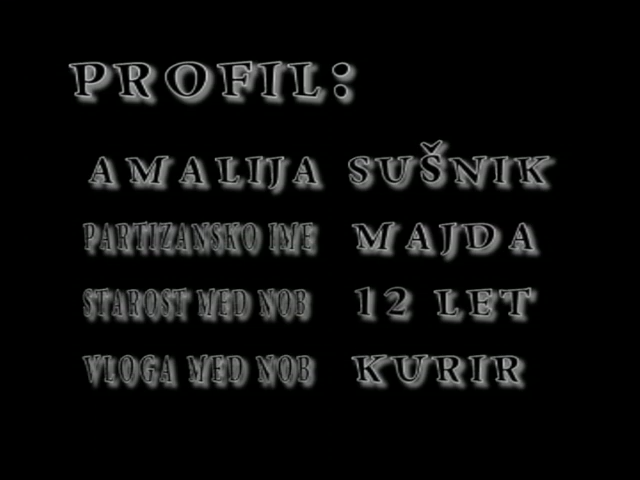 PROFIL:
AMALIJA SUŠNIK
PARTIZANSKO IME MAJDA
STAROST MED NOB 12 LET
VLOGA MED NOB KURIR